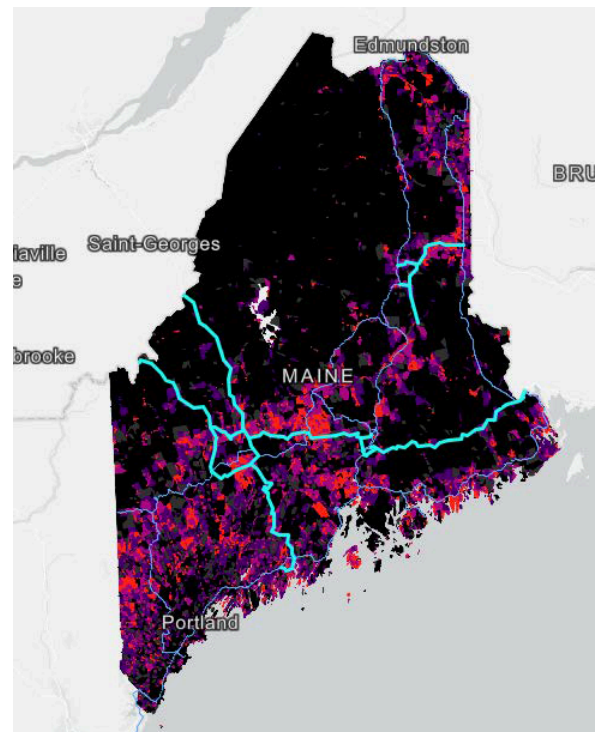 Edmundston
BRU
Saint-Georges
iaville
e
brooke
MAINE
Portland